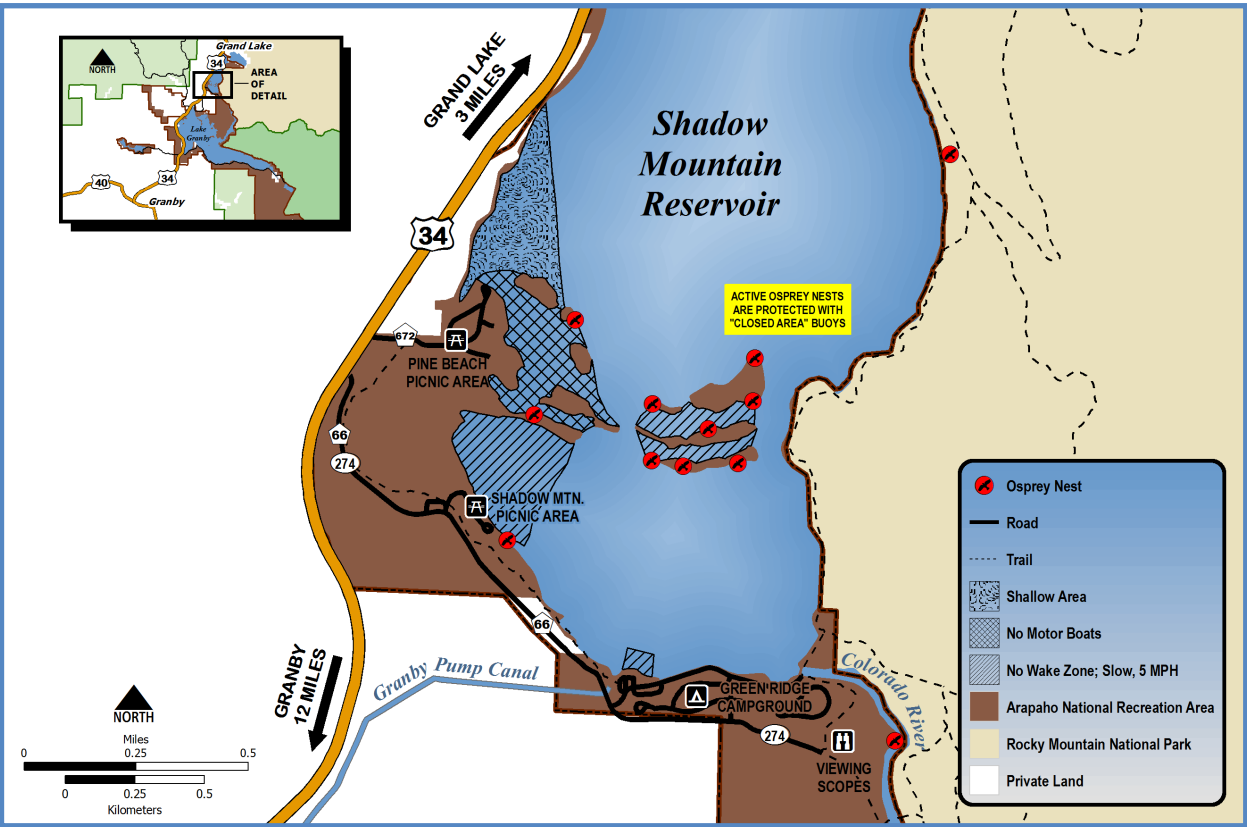 Grand Lake
34
NORTH
AREA
OF
DETAIL
Lake
Granby
40
34
Granby
GRAND LAKE
3 MILES
Shadow
Mountain
Reservoir
34
ACTIVE OSPREY NESTS
ARE PROTECTED WITH
"CLOSED AREA" BUOYS
672
PINE BEACH
PICNIC AREA
66
274
SHADOW MTN.
PICNIC AREA
66
GRANBY
12 MILES
Granby Pump Canal
Colorado River
GREEN RIDGE
CAMPGROUND
274
VIEWING
SCOPES
NORTH
Miles
0 0.25 0.5
0 0.25 0.5
Kilometers
Osprey Nest
Road
Trail
Shallow Area
No Motor Boats
No Wake Zone; Slow, 5 MPH
Arapaho National Recreation Area
Rocky Mountain National Park
Private Land